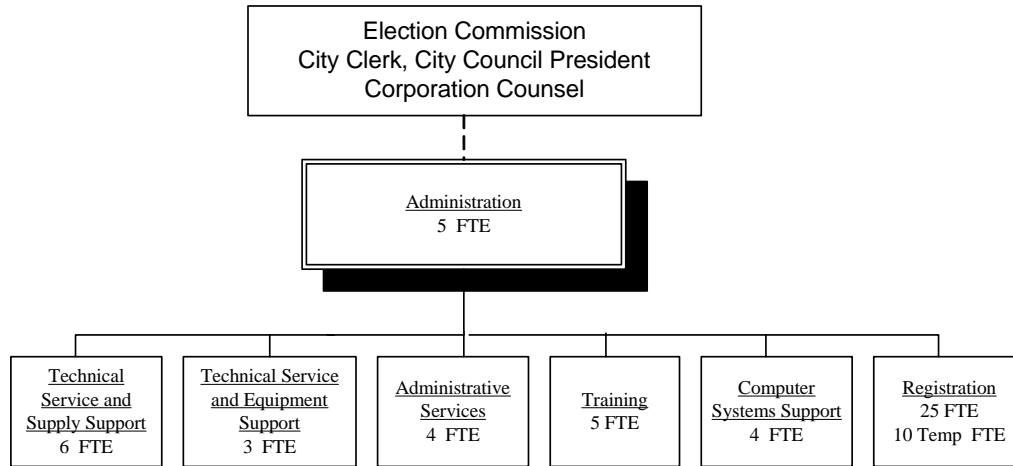 Election Commission
City Clerk, City Council President
Corporation Counsel
Administration
5 FTE
Technical
Service and
Supply Support
6 FTE
Technical Service
and Equipment
Support
3 FTE
Administrative
Services
4 FTE
Training
5 FTE
Computer
Systems Support
4 FTE
Registration
25 FTE
10 Temp FTE